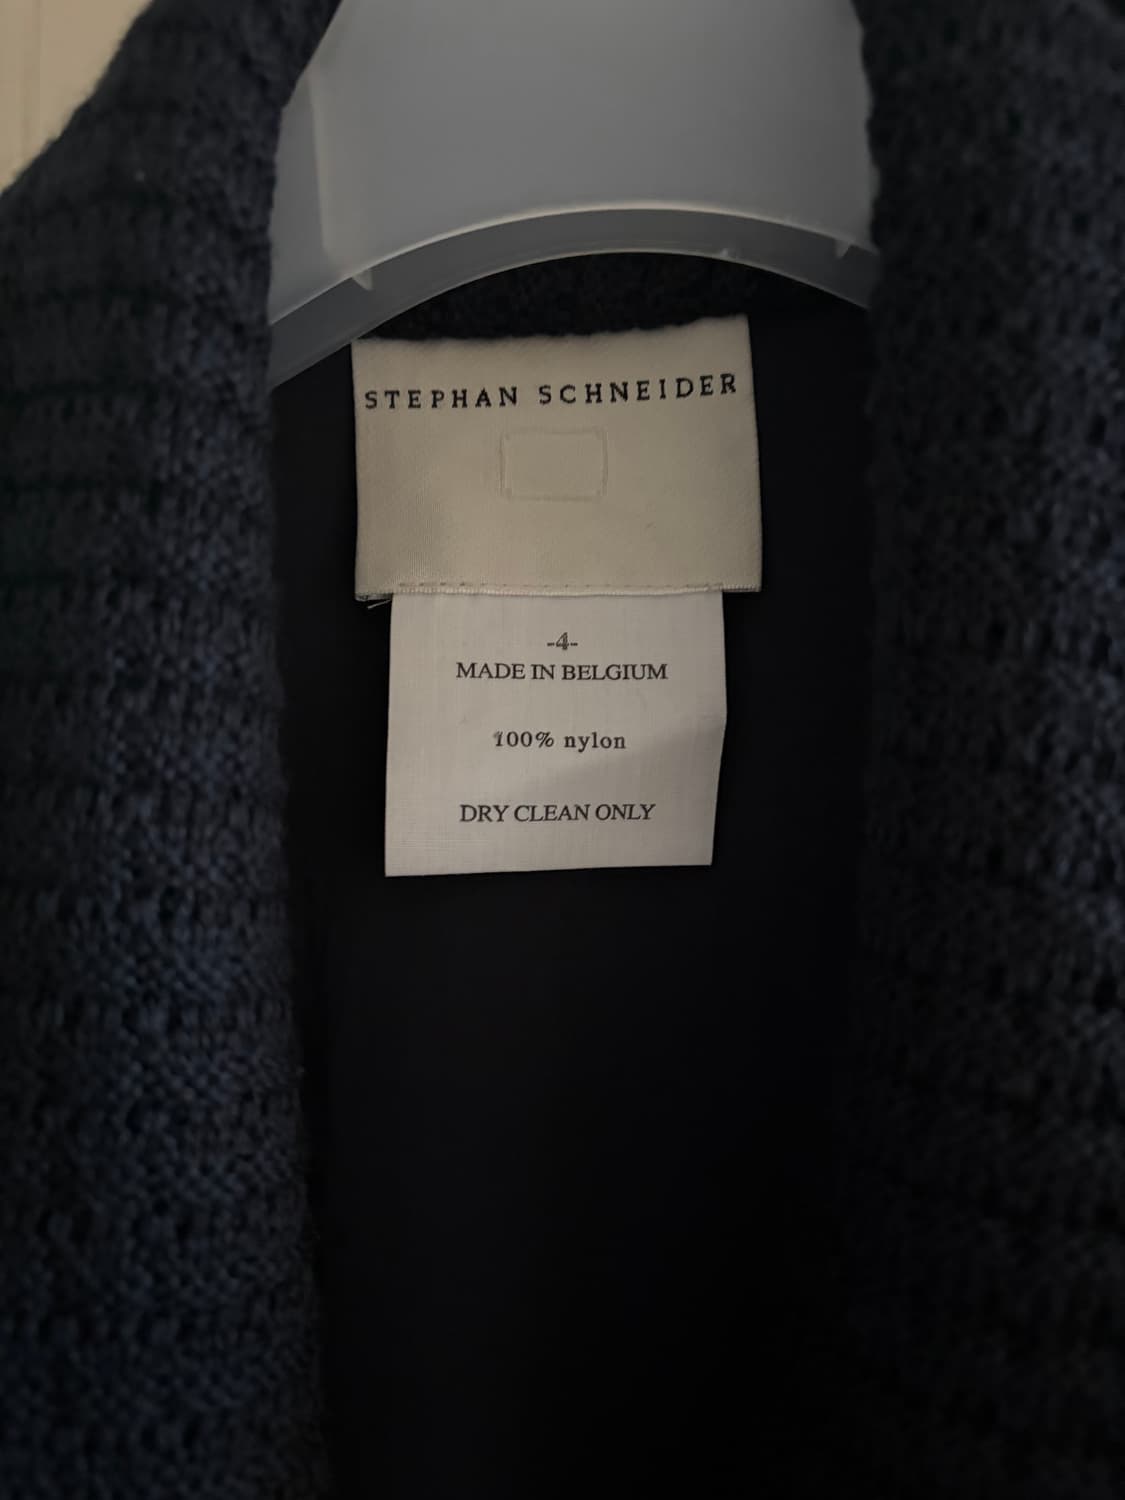 STEPHAN SCHNEIDER
-4-
MADE IN BELGIUM
100% nylon
DRY CLEAN ONLY